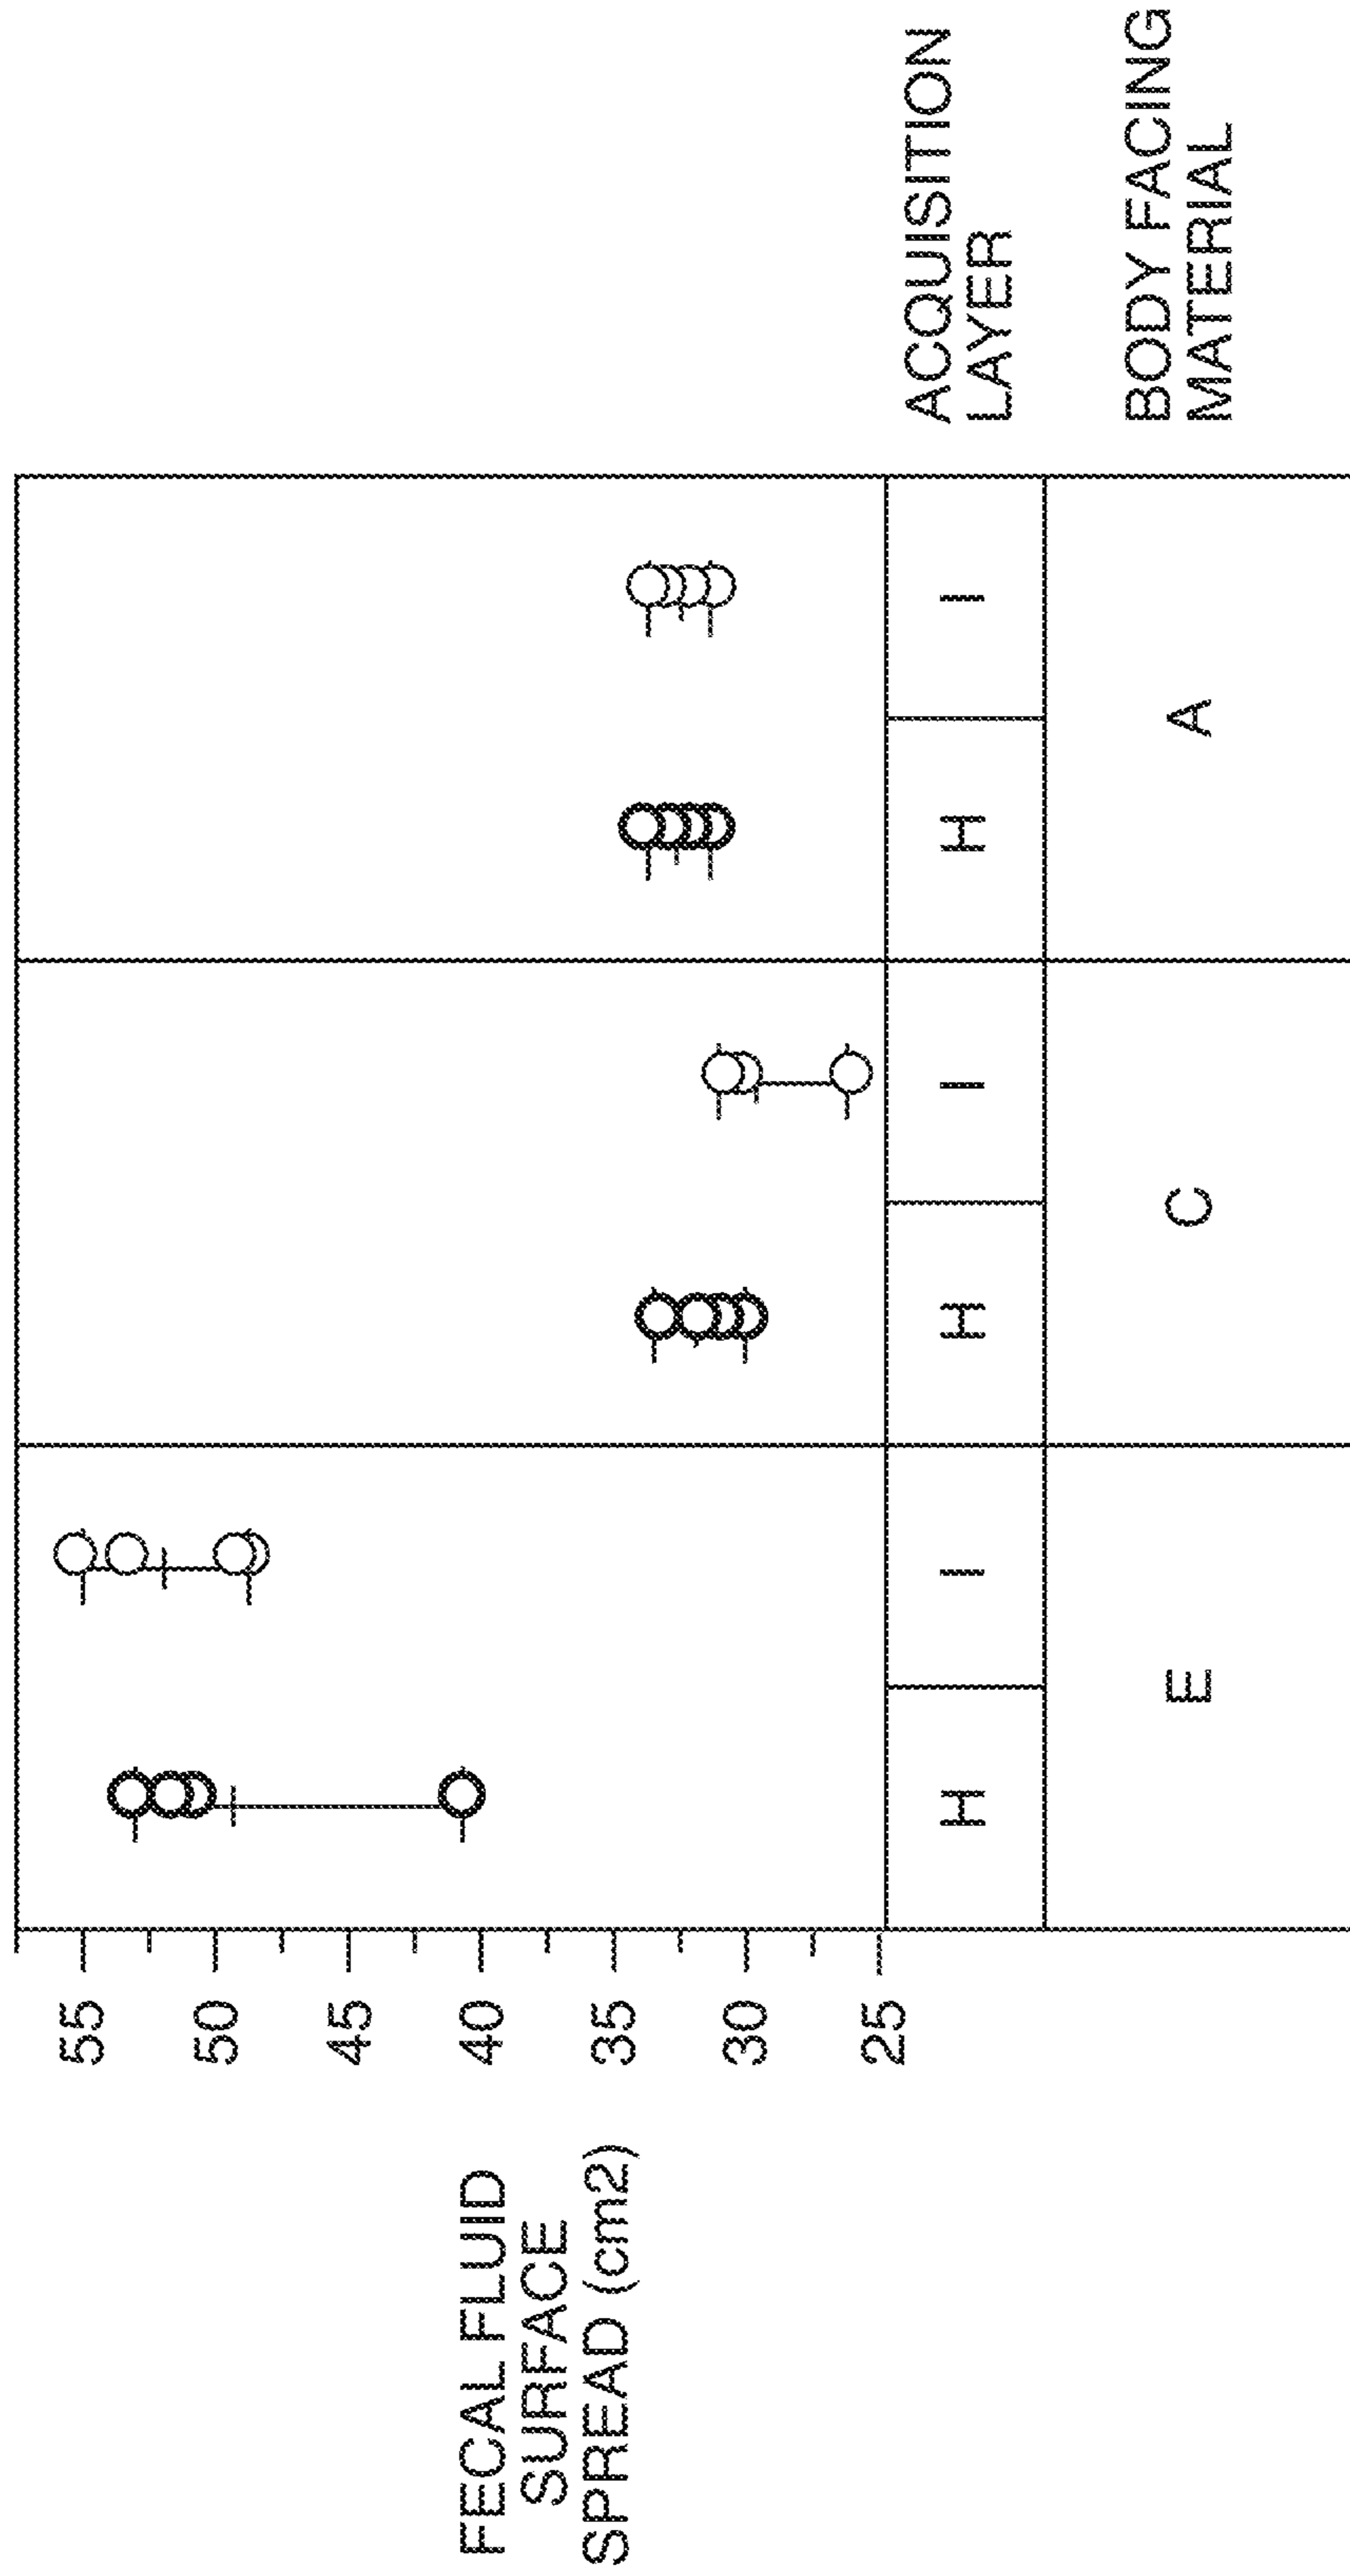 FECAL FLUID
SURFACE
SPREAD (cm2)
55
50
45
40
35
30
25
H I H I H I
ACQUISITION
LAYER
E C A
BODY FACING
MATERIAL